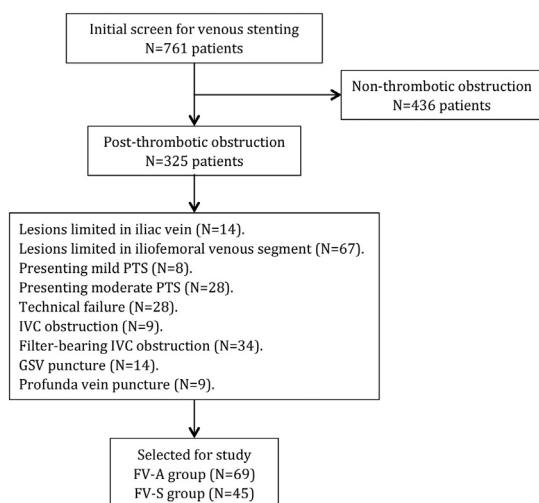 Initial screen for venous stenting
N=761 patients
Non-thrombotic obstruction
N=436 patients
Post-thrombotic obstruction
N=325 patients
Lesions limited in iliac vein (N=14).
Lesions limited in iliofemoral venous segment (N=67).
Presenting mild PTS (N=8).
Presenting moderate PTS (N=28).
Technical failure (N=28).
IVC obstruction (N=9).
Filter-bearing IVC obstruction (N=34).
GSV puncture (N=14).
Profunda vein puncture (N=9).
Selected for study
FV-A group (N=69)
FV-S group (N=45)